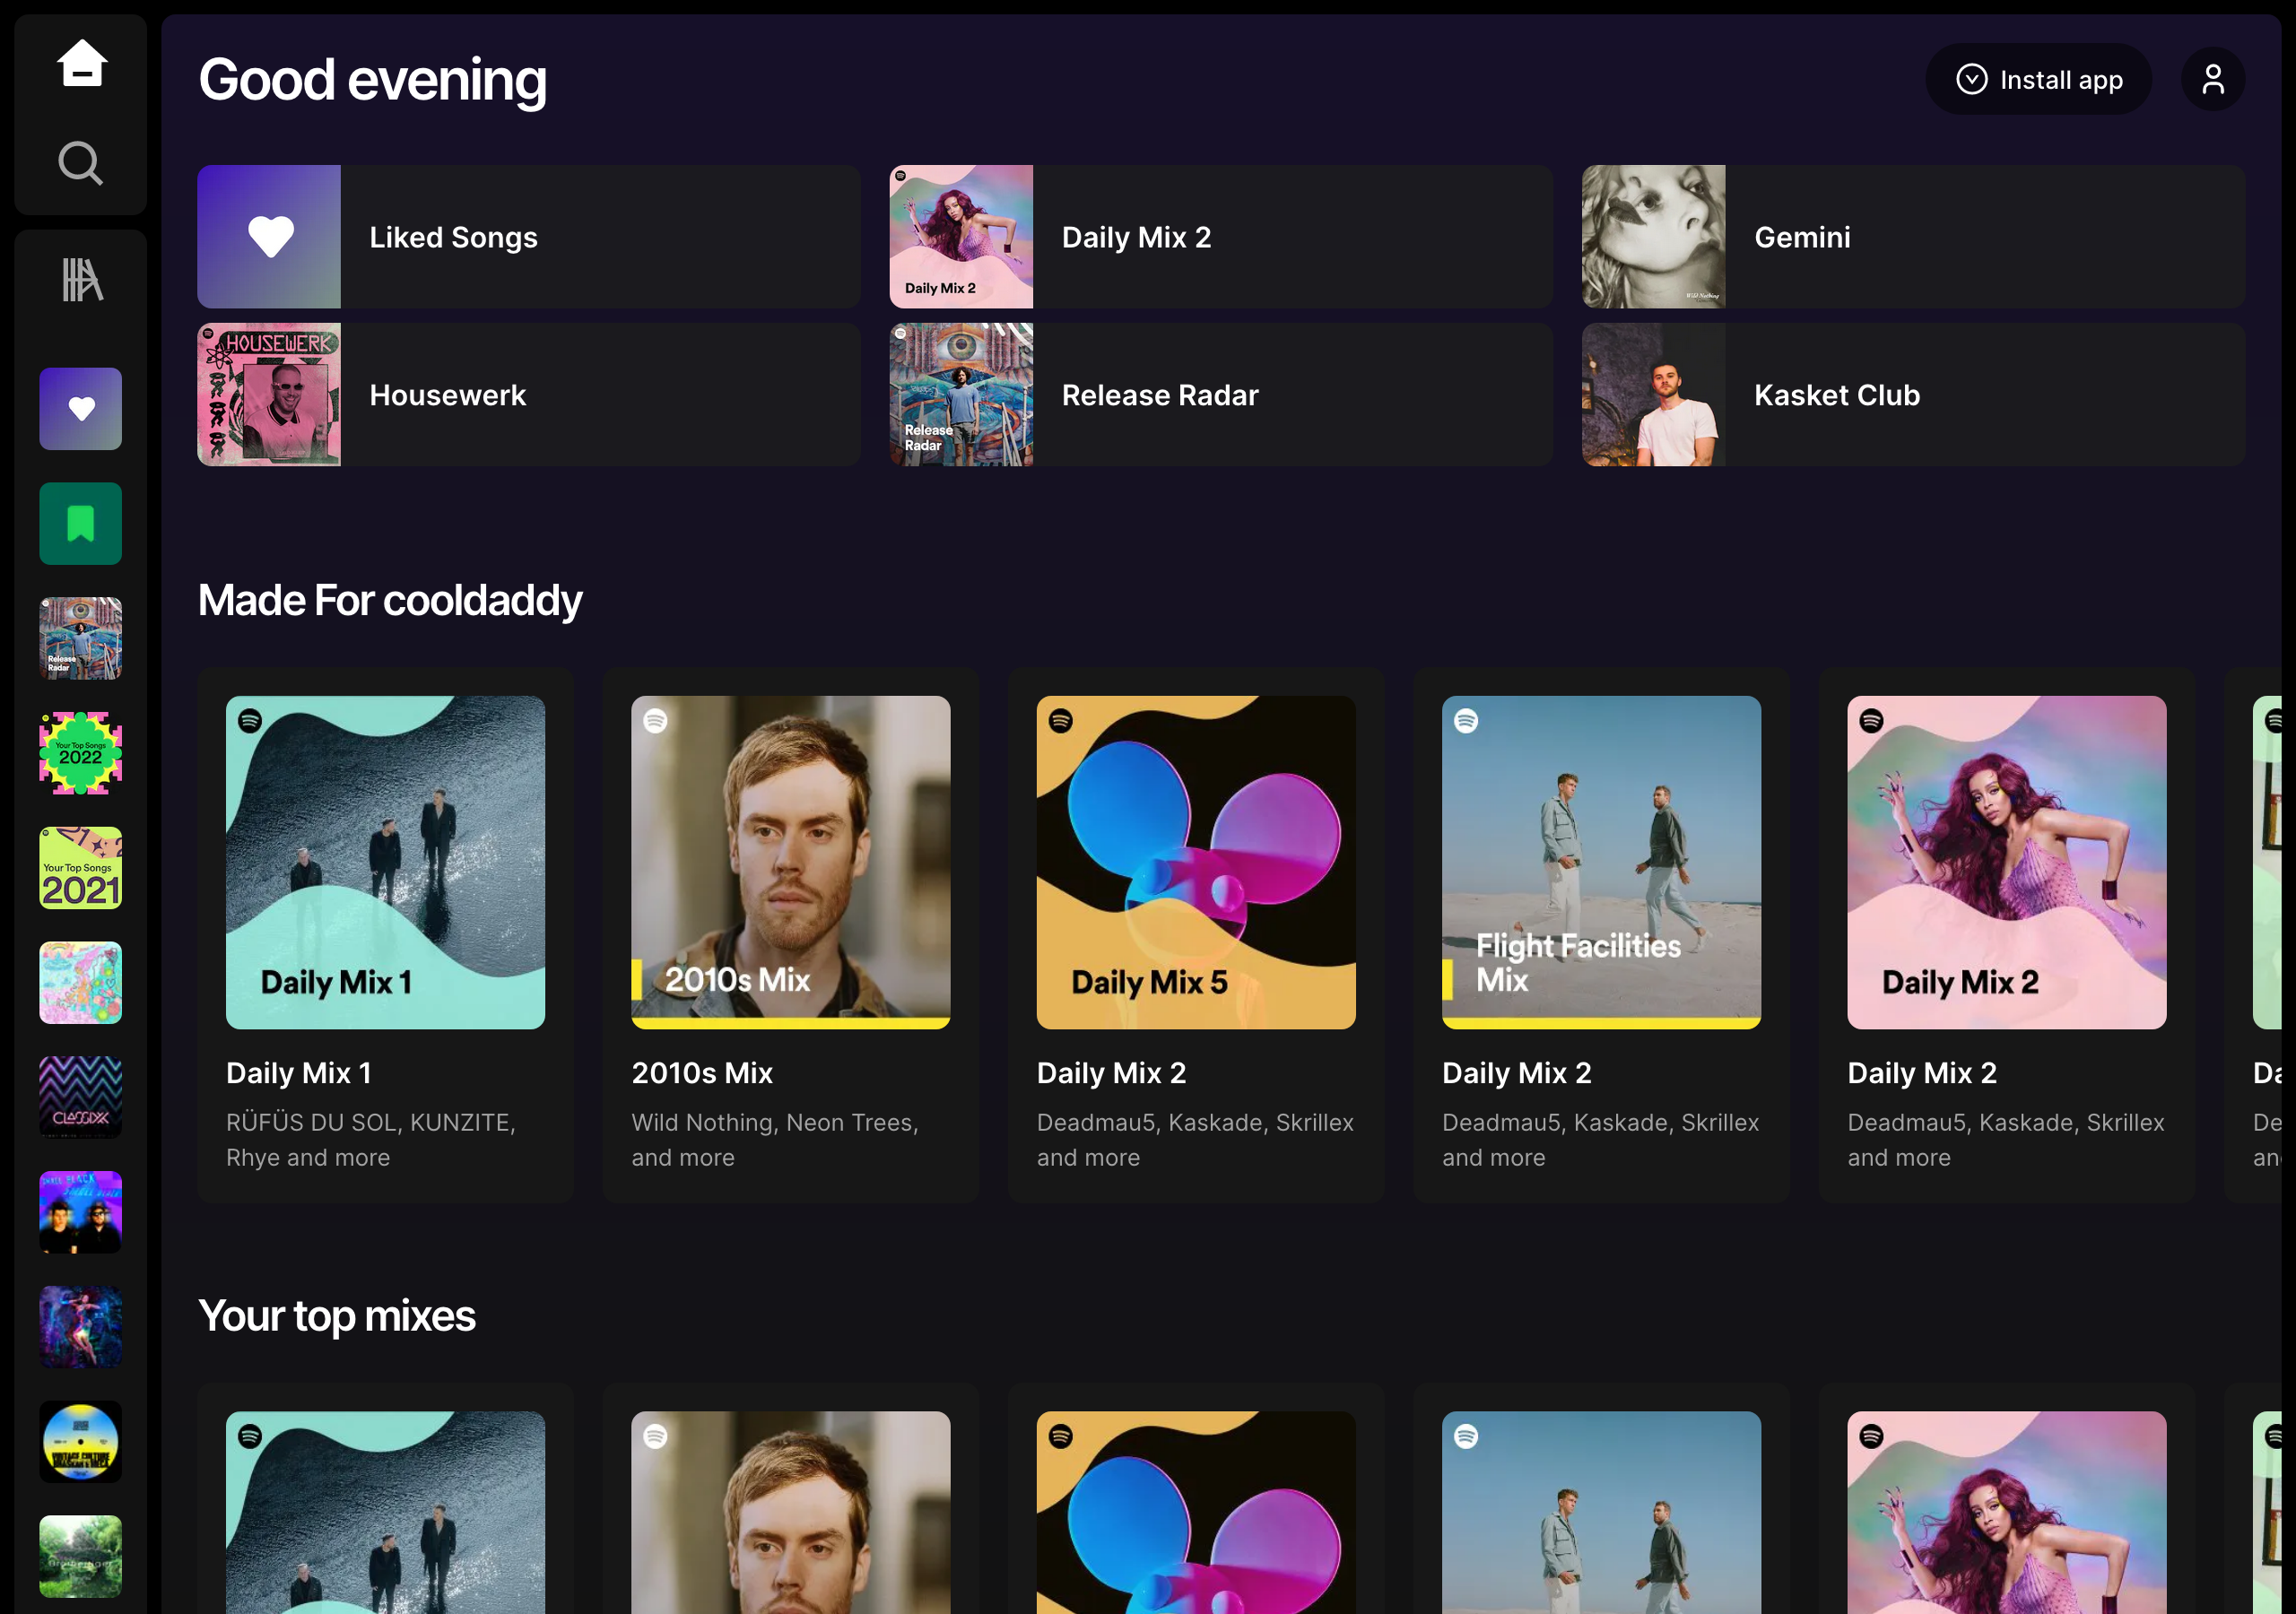 Good evening
Install app
Liked Songs
Daily Mix 2
Daily Mix 2
Wild Nothing
Gemini
HOUSEWERK
Housewerk
Release
Radar
Release Radar
Kasket Club
Release
Radar
Your Top Songs
2022
Your Top Songs
2021
CLASSIXX
Made For cooldaddy
Daily Mix 1
2010s Mix
Daily Mix 5
Flight Facilities
Mix
Daily Mix 2
Daily Mix 1
RÜFÜS DU SOL, KUNZITE,
Rhye and more
2010s Mix
Wild Nothing, Neon Trees,
and more
Daily Mix 2
Deadmau5, Kaskade, Skrillex
and more
Daily Mix 2
Deadmau5, Kaskade, Skrillex
and more
Daily Mix 2
Deadmau5, Kaskade, Skrillex
and more
Your top mixes